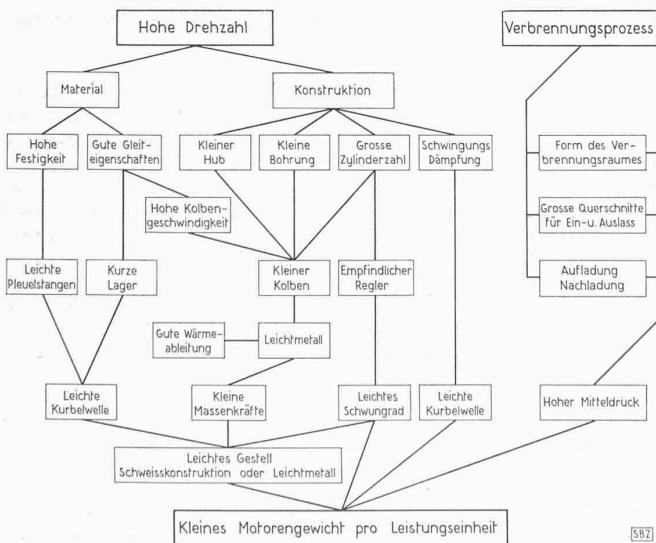 Hohe Drehzahl
Verbrennungsprozess
Material
Konstruktion
Hohe
Festigkeit
Gute Gleit-
eigenschaften
Kleiner
Hub
Kleine
Bohrung
Grosse
Zylinderzahl
Schwingungs
Dämpfung
Form des Ver-
brennungsraumes
Hohe Kolben-
geschwindigkeit
Grosse Querschnitte
für Ein-u. Auslass
Leichte
Pleuelstangen
Kurze
Lager
Kleiner
Kolben
Empfindlicher
Regler
Aufladung
Nachladung
Gute Wärme-
ableitung
Leichtmetall
Leichte
Kurbelwelle
Kleine
Massenkräfte
Leichtes
Schwungrad
Leichte
Kurbelwelle
Hoher Mitteldruck
Leichtes Gestell
Schweisskonstruktion oder Leichtmetall
Kleines Motorengewicht pro Leistungseinheit
SBZ